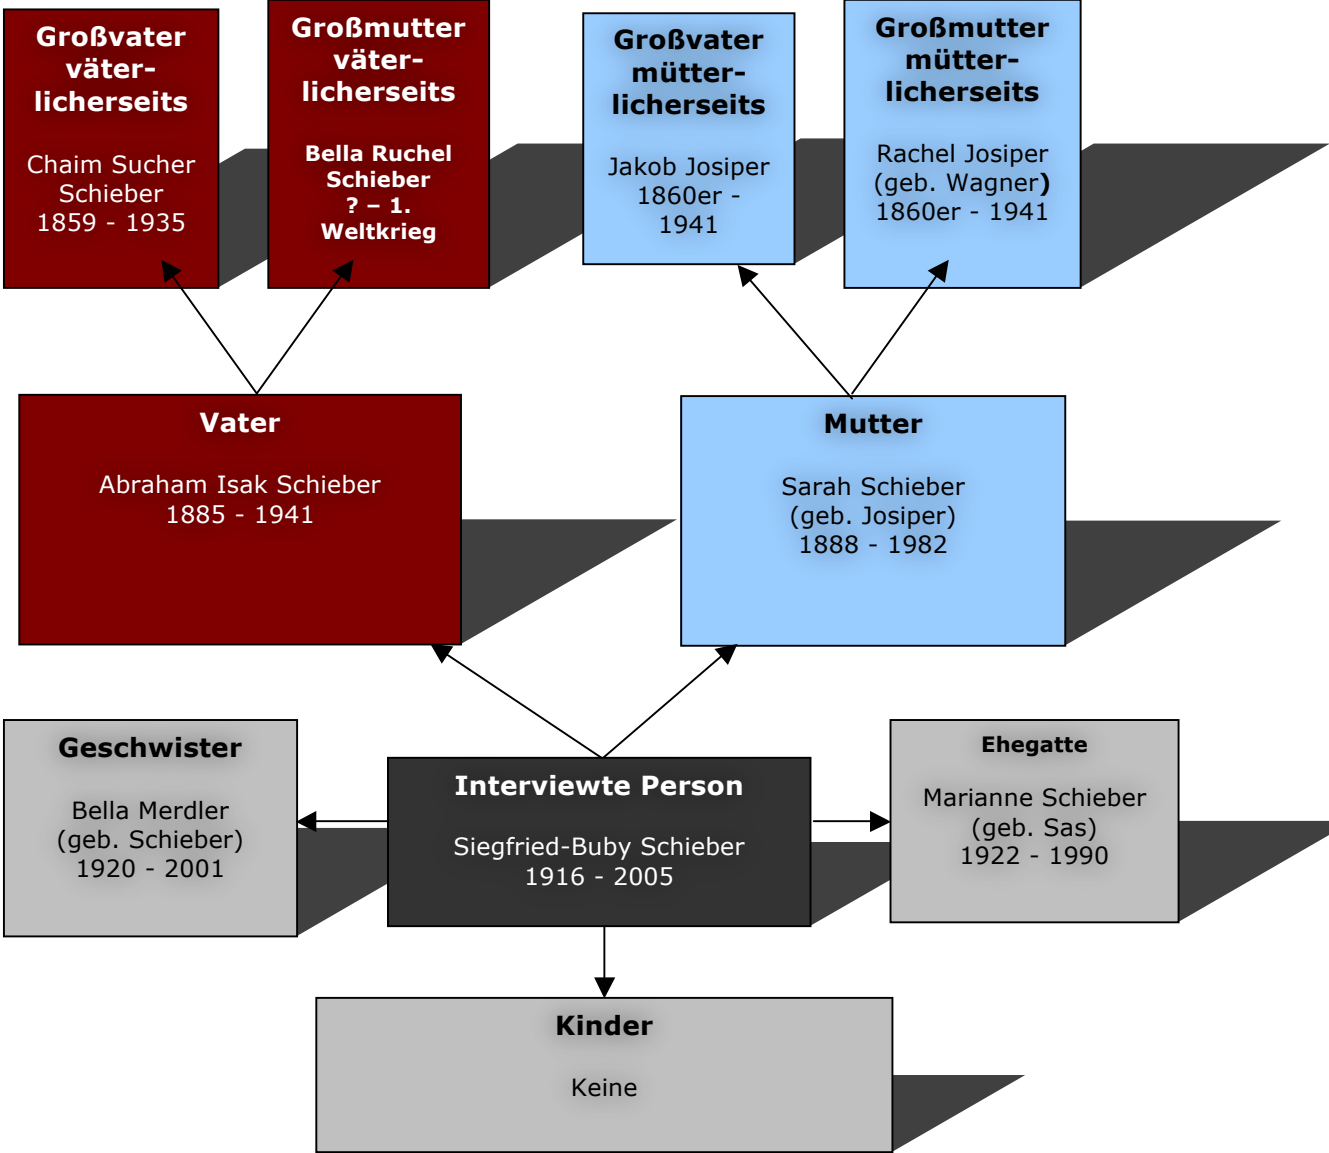 Großvater
väter-
licherseits
Chaim Sucher
Schieber
1859 - 1935
Großmutter
väter-
licherseits
Bella Ruchel
Schieber
? – 1.
Weltkrieg
Großvater
mütter-
licherseits
Jakob Josiper
1860er -
1941
Großmutter
mütter-
licherseits
Rachel Josiper
(geb. Wagner)
1860er - 1941
Vater
Abraham Isak Schieber
1885 - 1941
Mutter
Sarah Schieber
(geb. Josiper)
1888 - 1982
Geschwister
Bella Merdler
(geb. Schieber)
1920 - 2001
Interviewte Person
Siegfried-Buby Schieber
1916 - 2005
Ehegatte
Marianne Schieber
(geb. Sas)
1922 - 1990
Kinder
Keine